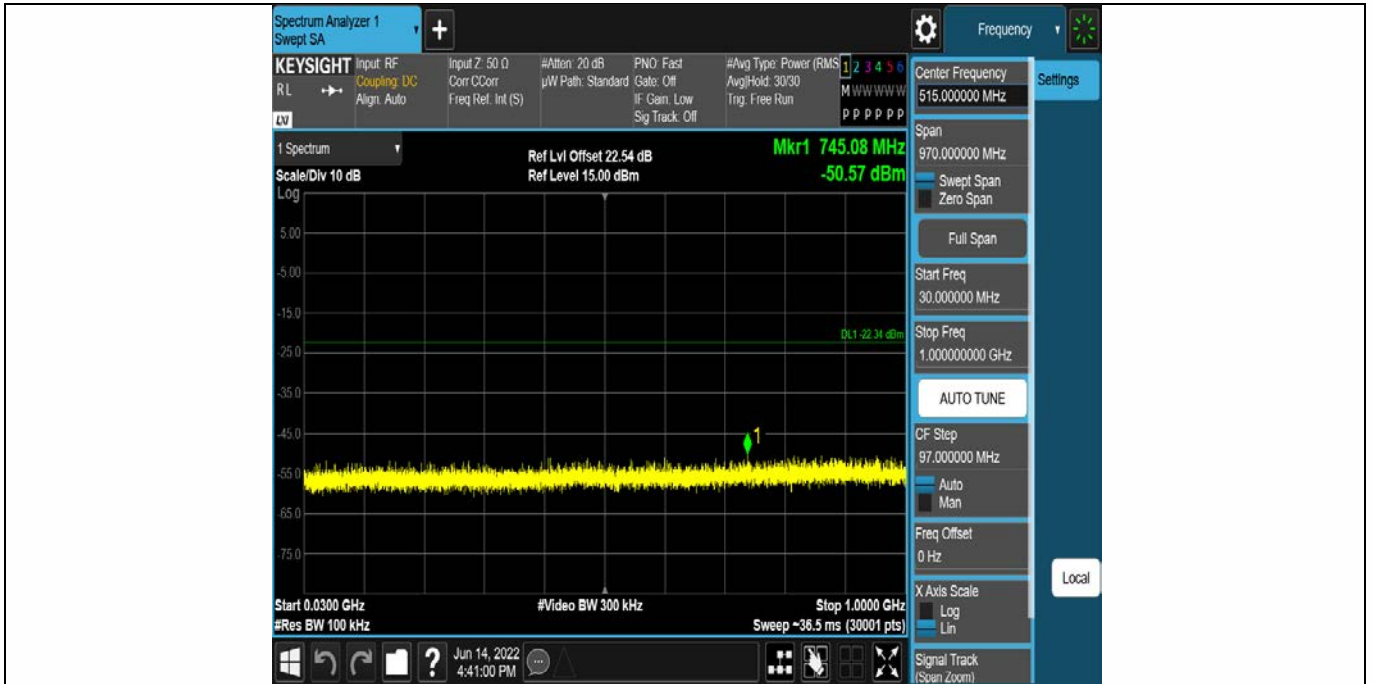 Spectrum Analyzer 1
Swept SA
+
Frequency
KEYSIGHT
RL
LXI
Input: RF
Coupling: DC
Align: Auto
Input Z: 50 Ω
Corr CCorr
Freq Ref: Int (S)
#Atten: 20 dB
µW Path: Standard
PNO: Fast
Gate: Off
IF Gain: Low
Sig Track: Off
#Avg Type: Power (RMS
Avg|Hold: 30/30
Trig: Free Run
1 2 3 4 5 6
M W W W W W
P P P P P P
Center Frequency
515.000000 MHz
Settings
Span
970.000000 MHz
Swept Span
Zero Span
Full Span
Start Freq
30.000000 MHz
Stop Freq
1.000000000 GHz
AUTO TUNE
CF Step
97.000000 MHz
Auto
Man
Freq Offset
0 Hz
X Axis Scale
Log
Lin
Signal Track
(Span Zoom)
Local
1 Spectrum
Scale/Div 10 dB
Log
Ref Lvl Offset 22.54 dB
Ref Level 15.00 dBm
Mkr1 745.08 MHz
-50.57 dBm
5.00
-5.00
-15.0
DL1 -22.34 dBm
-25.0
-35.0
-45.0
1
-55.0
-65.0
-75.0
Start 0.0300 GHz
#Res BW 100 kHz
#Video BW 300 kHz
Stop 1.0000 GHz
Sweep ~36.5 ms (30001 pts)
?
Jun 14, 2022
4:41:00 PM